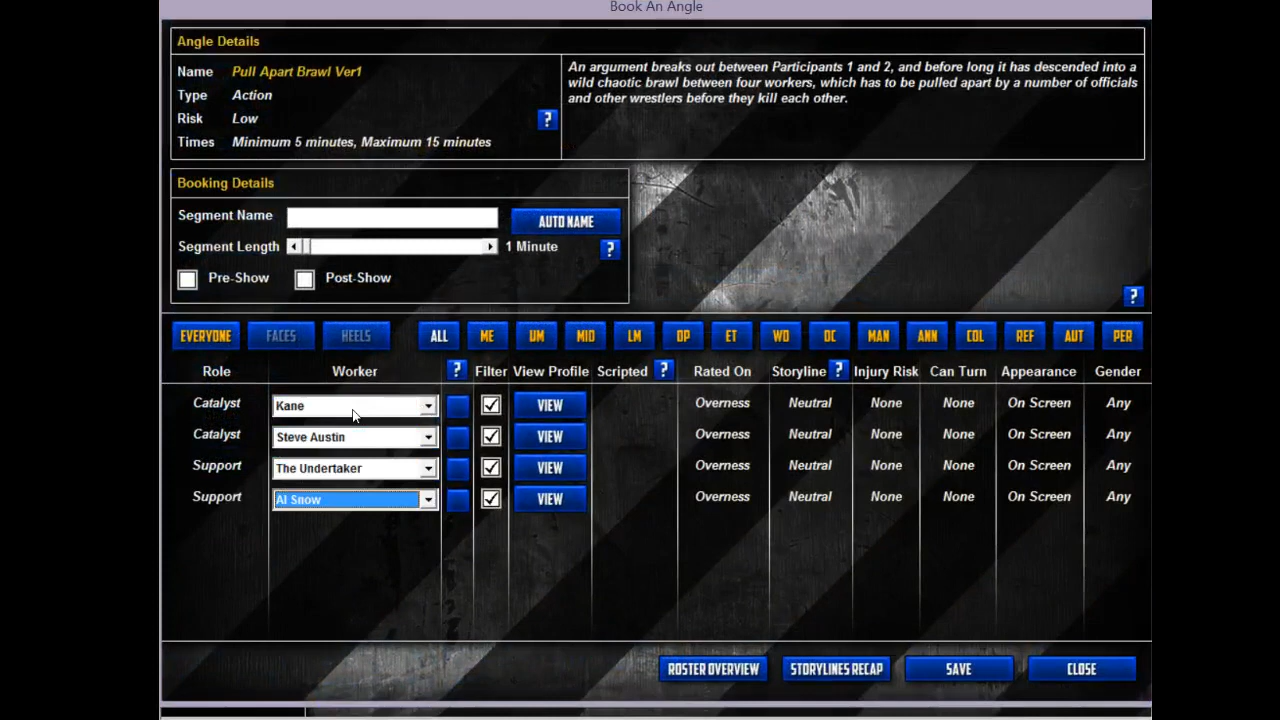 Book An Angle
Angle Details
Name Pull Apart Brawl Ver1
Type Action
Risk Low
?
Times Minimum 5 minutes, Maximum 15 minutes
An argument breaks out between Participants 1 and 2, and before long it has descended into a
wild chaotic brawl between four workers, which has to be pulled apart by a number of officials
and other wrestlers before they kill each other.
Booking Details
Segment Name AUTO NAME
Segment Length 1 Minute ?
Pre-Show Post-Show
?
EVERYONE FACES HEELS ALL ME UM MID LM OP ET WO OC MAN ANN COL REF AUT PER
Role Worker ? Filter View Profile Scripted ? Rated On Storyline ? Injury Risk Can Turn Appearance Gender
Catalyst Kane VIEW Overness Neutral None None On Screen Any
Catalyst Steve Austin VIEW Overness Neutral None None On Screen Any
Support The Undertaker VIEW Overness Neutral None None On Screen Any
Support Al Snow VIEW Overness Neutral None None On Screen Any
ROSTER OVERVIEW STORYLINES RECAP SAVE CLOSE